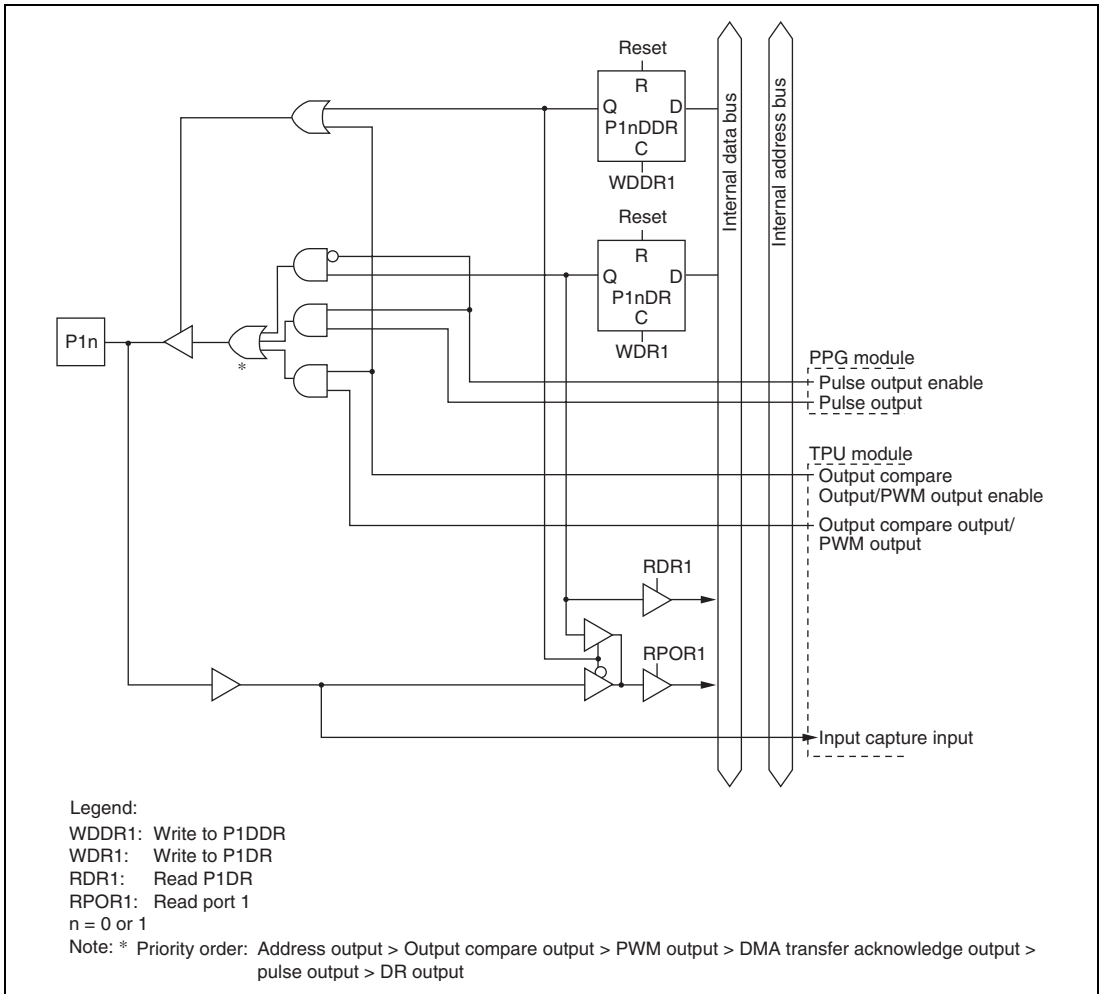 Reset
R
Q D
P1nDDR
C
WDDR1
Internal data bus
Internal address bus
Reset
R
Q D
P1nDR
C
WDR1
P1n
*
PPG module
Pulse output enable
Pulse output
TPU module
Output compare
Output/PWM output enable
Output compare output/
PWM output
RDR1
RPOR1
Input capture input
Legend:
WDDR1: Write to P1DDR
WDR1: Write to P1DR
RDR1: Read P1DR
RPOR1: Read port 1
n = 0 or 1
Note: * Priority order: Address output > Output compare output > PWM output > DMA transfer acknowledge output >
pulse output > DR output